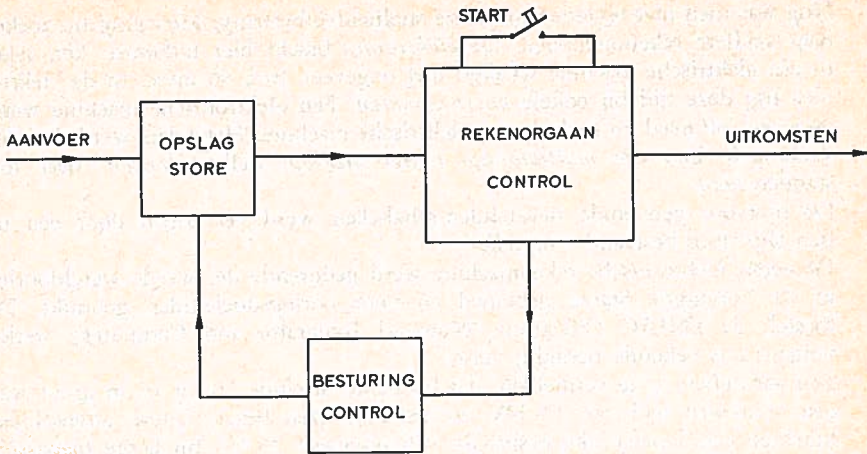 START
AANVOER
OPSLAG
STORE
REKENORGAAN
CONTROL
UITKOMSTEN
BESTURING
CONTROL